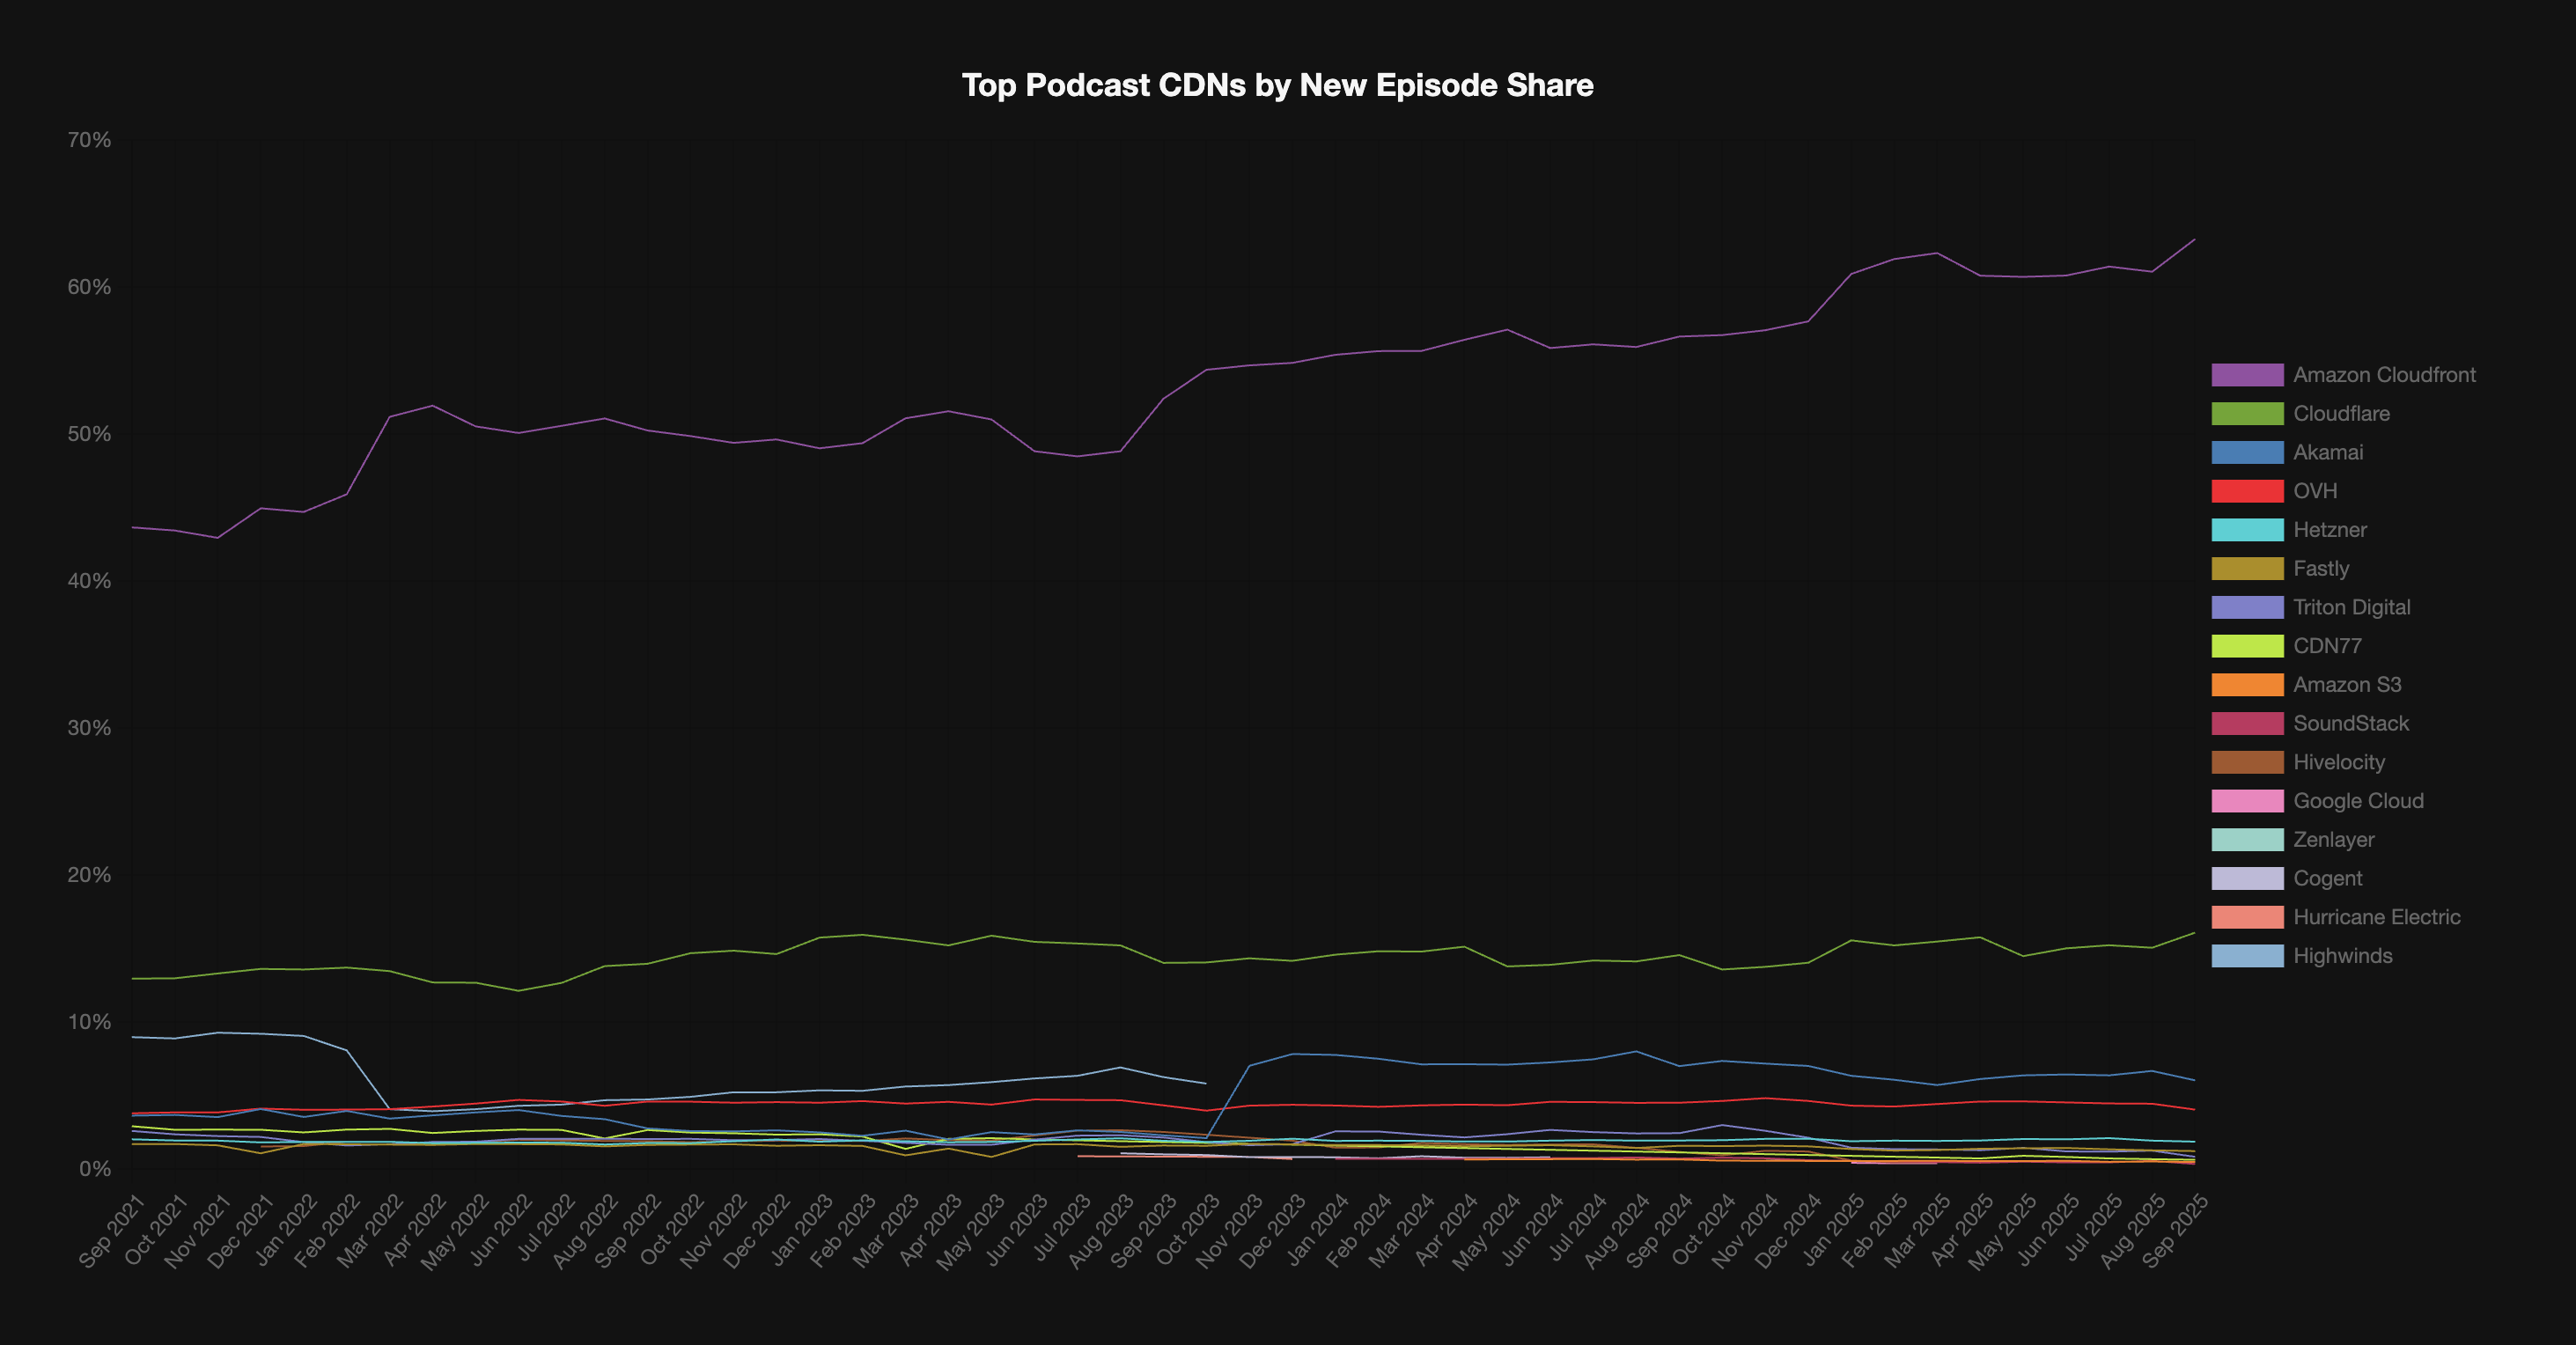 Top Podcast CDNs by New Episode Share
70%
60%
50%
40%
30%
20%
10%
0%
Amazon Cloudfront
Cloudflare
Akamai
OVH
Hetzner
Fastly
Triton Digital
CDN77
Amazon S3
SoundStack
Hivelocity
Google Cloud
Zenlayer
Cogent
Hurricane Electric
Highwinds
Sep 2021
Oct 2021
Nov 2021
Dec 2021
Jan 2022
Feb 2022
Mar 2022
Apr 2022
May 2022
Jun 2022
Jul 2022
Aug 2022
Sep 2022
Oct 2022
Nov 2022
Dec 2022
Jan 2023
Feb 2023
Mar 2023
Apr 2023
May 2023
Jun 2023
Jul 2023
Aug 2023
Sep 2023
Oct 2023
Nov 2023
Dec 2023
Jan 2024
Feb 2024
Mar 2024
Apr 2024
May 2024
Jun 2024
Jul 2024
Aug 2024
Sep 2024
Oct 2024
Nov 2024
Dec 2024
Jan 2025
Feb 2025
Mar 2025
Apr 2025
May 2025
Jun 2025
Jul 2025
Aug 2025
Sep 2025